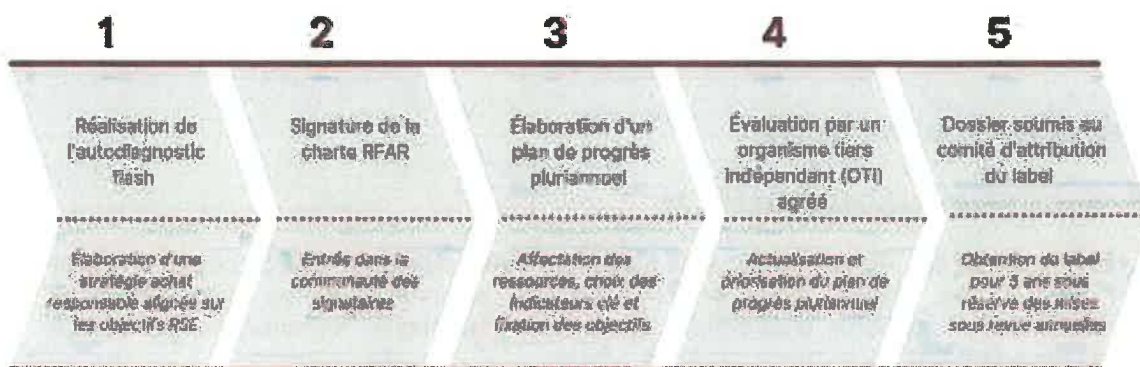 1
2
3
4
5
Réalisation de
l'autodiagnostic
flash
Signature de la
charte RFAR
Élaboration d'un
plan de progrès
pluriannuel
Évaluation par un
organisme tiers
indépendant (OTI)
agréé
Dossier soumis au
comité d'attribution
du label
Élaboration d'une
stratégie achat
responsable alignée sur
les objectifs RSE
Entrée dans la
communauté des
signataires
Affectation des
ressources, choix des
indicateurs clé et
fixation des objectifs
Actualisation et
priorisation du plan de
progrès pluriannuel
Obtention du label
pour 3 ans sous
réserve des mises
sous revue annuelles